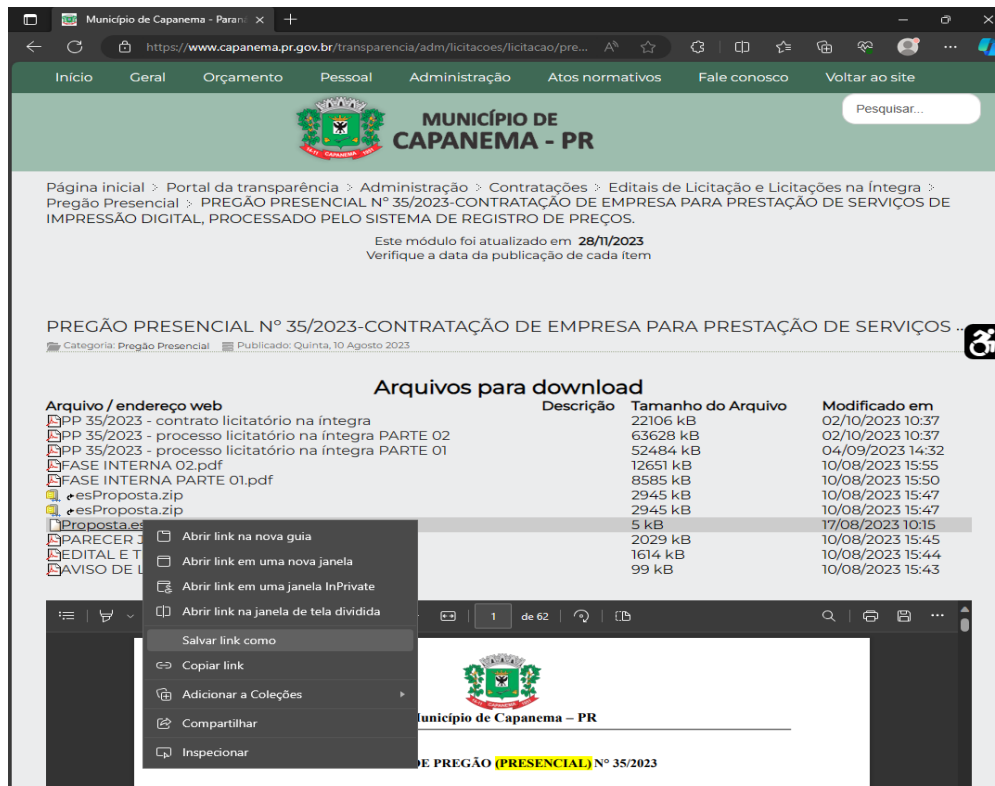 Município de Capanema - Paraná
https://www.capanema.pr.gov.br/transparencia/adm/licitacoes/licitacao/pre...
Início Geral Orçamento Pessoal Administração Atos normativos Fale conosco Voltar ao site
Pesquisar...
MUNICÍPIO DE
CAPANEMA - PR
CAPANEMA
Página inicial > Portal da transparência > Administração > Contratações > Editais de Licitação e Licitações na Íntegra >
Pregão Presencial > PREGÃO PRESENCIAL Nº 35/2023-CONTRATAÇÃO DE EMPRESA PARA PRESTAÇÃO DE SERVIÇOS DE
IMPRESSÃO DIGITAL, PROCESSADO PELO SISTEMA DE REGISTRO DE PREÇOS.
Este módulo foi atualizado em 28/11/2023
Verifique a data da publicação de cada ítem
PREGÃO PRESENCIAL Nº 35/2023-CONTRATAÇÃO DE EMPRESA PARA PRESTAÇÃO DE SERVIÇOS ...
Categoria: Pregão Presencial Publicado: Quinta, 10 Agosto 2023
Arquivos para download
Arquivo / endereço web Descrição Tamanho do Arquivo Modificado em
PP 35/2023 - contrato licitatório na íntegra 22106 kB 02/10/2023 10:37
PP 35/2023 - processo licitatório na íntegra PARTE 02 63628 kB 02/10/2023 10:37
PP 35/2023 - processo licitatório na íntegra PARTE 01 52484 kB 04/09/2023 14:32
FASE INTERNA 02.pdf 12651 kB 10/08/2023 15:55
FASE INTERNA PARTE 01.pdf 8585 kB 10/08/2023 15:50
esProposta.zip 2945 kB 10/08/2023 15:47
esProposta.zip 2945 kB 10/08/2023 15:47
Proposta.es 5 kB 17/08/2023 10:15
PARECER J 2029 kB 10/08/2023 15:45
EDITAL E T 1614 kB 10/08/2023 15:44
AVISO DE L 99 kB 10/08/2023 15:43
Abrir link na nova guia
Abrir link em uma nova janela
Abrir link em uma janela InPrivate
Abrir link na janela de tela dividida
Salvar link como
Copiar link
Adicionar a Coleções
Compartilhar
Inspecionar
1 de 62
Município de Capanema – PR
DE PREGÃO (PRESENCIAL) Nº 35/2023